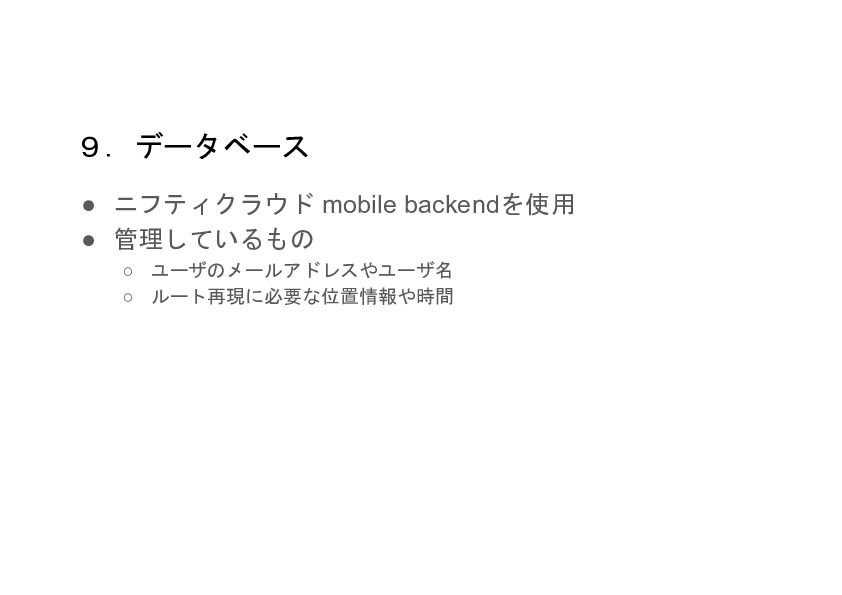 ９．データベース
● ニフティクラウド mobile backendを使用
● 管理しているもの
○ ユーザのメールアドレスやユーザ名
○ ルート再現に必要な位置情報や時間